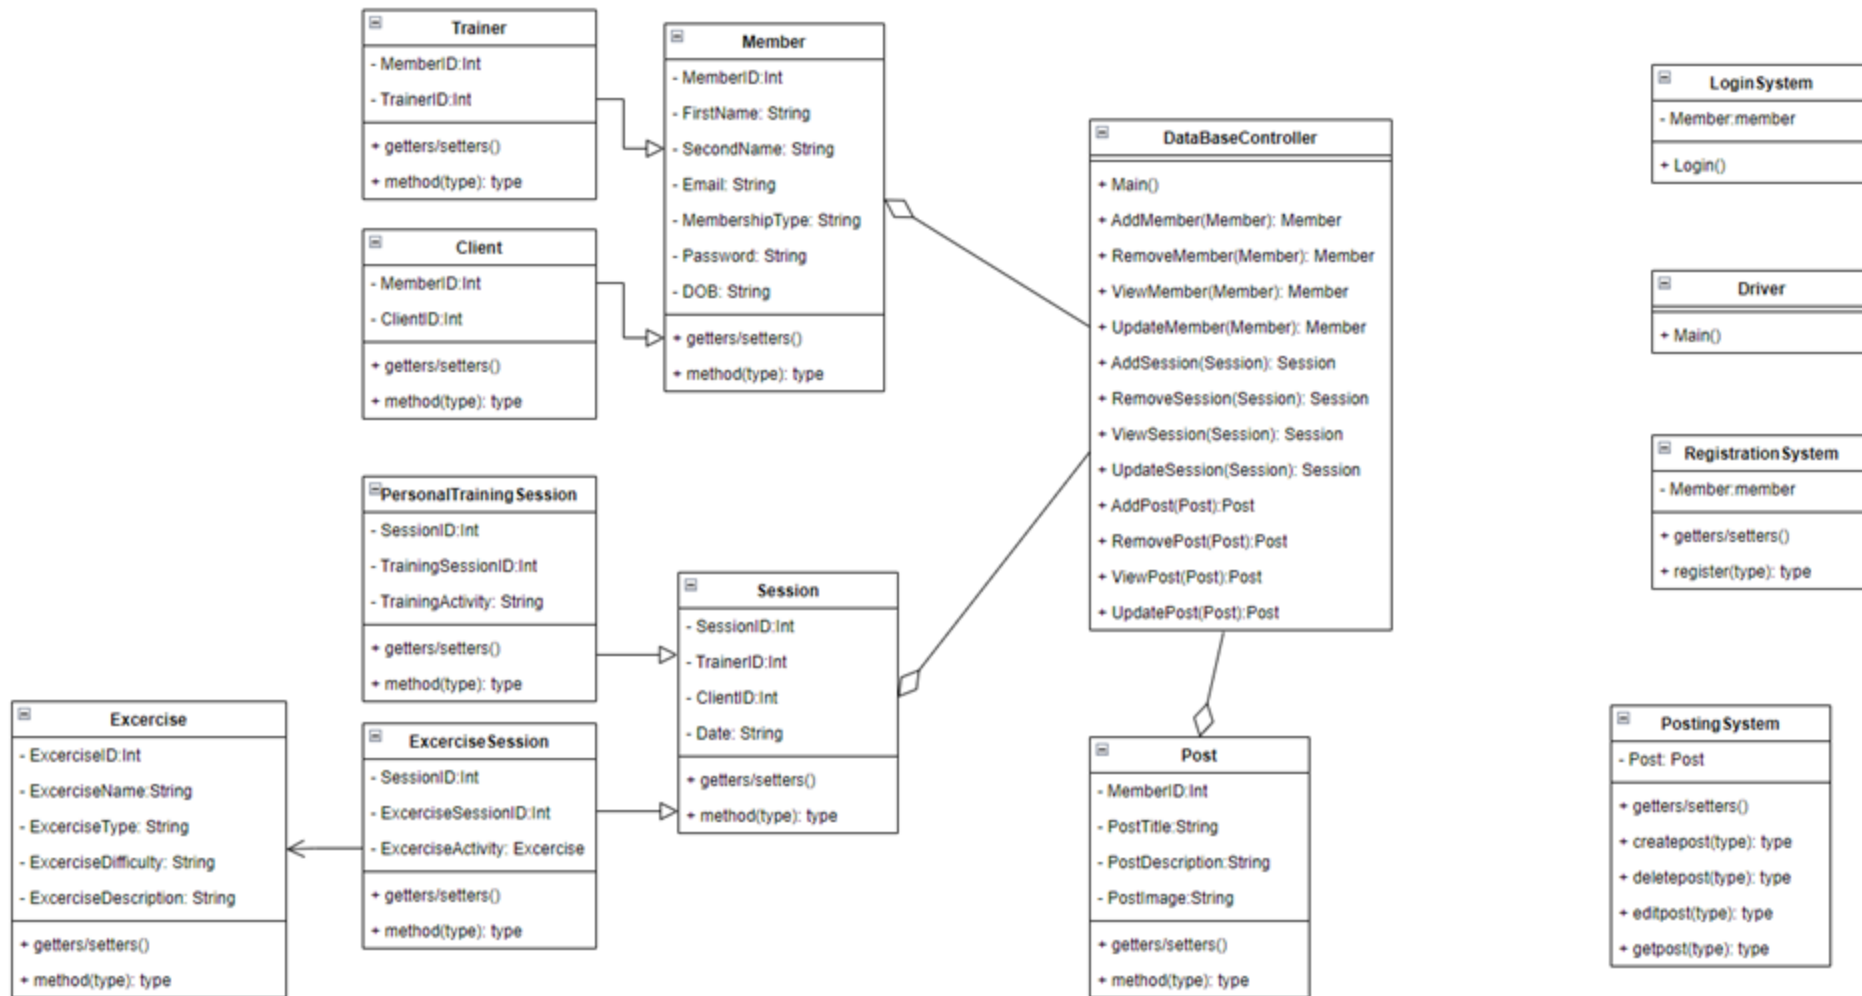 Trainer
- MemberID:Int
- TrainerID:Int
+ getters/setters()
+ method(type): type
Member
- MemberID:Int
- FirstName: String
- SecondName: String
- Email: String
- MembershipType: String
- Password: String
- DOB: String
+ getters/setters()
+ method(type): type
Client
- MemberID:Int
- ClientID:Int
+ getters/setters()
+ method(type): type
DataBaseController
+ Main()
+ AddMember(Member): Member
+ RemoveMember(Member): Member
+ ViewMember(Member): Member
+ UpdateMember(Member): Member
+ AddSession(Session): Session
+ RemoveSession(Session): Session
+ ViewSession(Session): Session
+ UpdateSession(Session): Session
+ AddPost(Post):Post
+ RemovePost(Post):Post
+ ViewPost(Post):Post
+ UpdatePost(Post):Post
LoginSystem
- Member:member
+ Login()
Driver
+ Main()
RegistrationSystem
- Member:member
+ getters/setters()
+ register(type): type
PersonalTrainingSession
- SessionID:Int
- TrainingSessionID:Int
- TrainingActivity: String
+ getters/setters()
+ method(type): type
Session
- SessionID:Int
- TrainerID:Int
- ClientID:Int
- Date: String
+ getters/setters()
+ method(type): type
Excercise
- ExcerciseID:Int
- ExcerciseName:String
- ExcerciseType: String
- ExcerciseDifficulty: String
- ExcerciseDescription: String
+ getters/setters()
+ method(type): type
ExcerciseSession
- SessionID:Int
- ExcerciseSessionID:Int
- ExcerciseActivity: Excercise
+ getters/setters()
+ method(type): type
Post
- MemberID:Int
- PostTitle:String
- PostDescription:String
- PostImage:String
+ getters/setters()
+ method(type): type
PostingSystem
- Post: Post
+ getters/setters()
+ createpost(type): type
+ deletepost(type): type
+ editpost(type): type
+ getpost(type): type